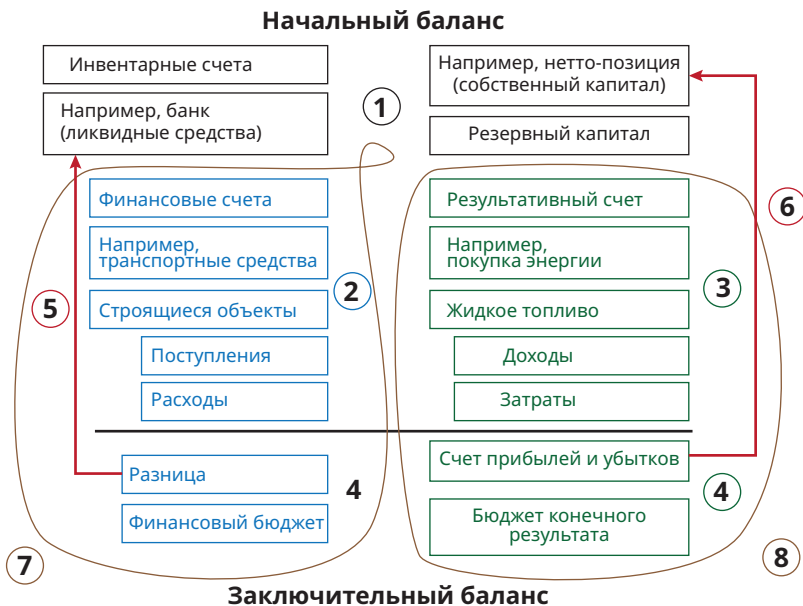 Начальный баланс
Инвентарные счета
Например, банк
(ликвидные средства)
1
Например, нетто-позиция
(собственный капитал)
Резервный капитал
Финансовые счета
Например,
транспортные средства
2
Строящиеся объекты
Поступления
Расходы
5
Результативный счет
Например,
покупка энергии
3
Жидкое топливо
Доходы
Затраты
6
Разница
4
Финансовый бюджет
Счет прибылей и убытков
4
Бюджет конечного
результата
7
8
Заключительный баланс